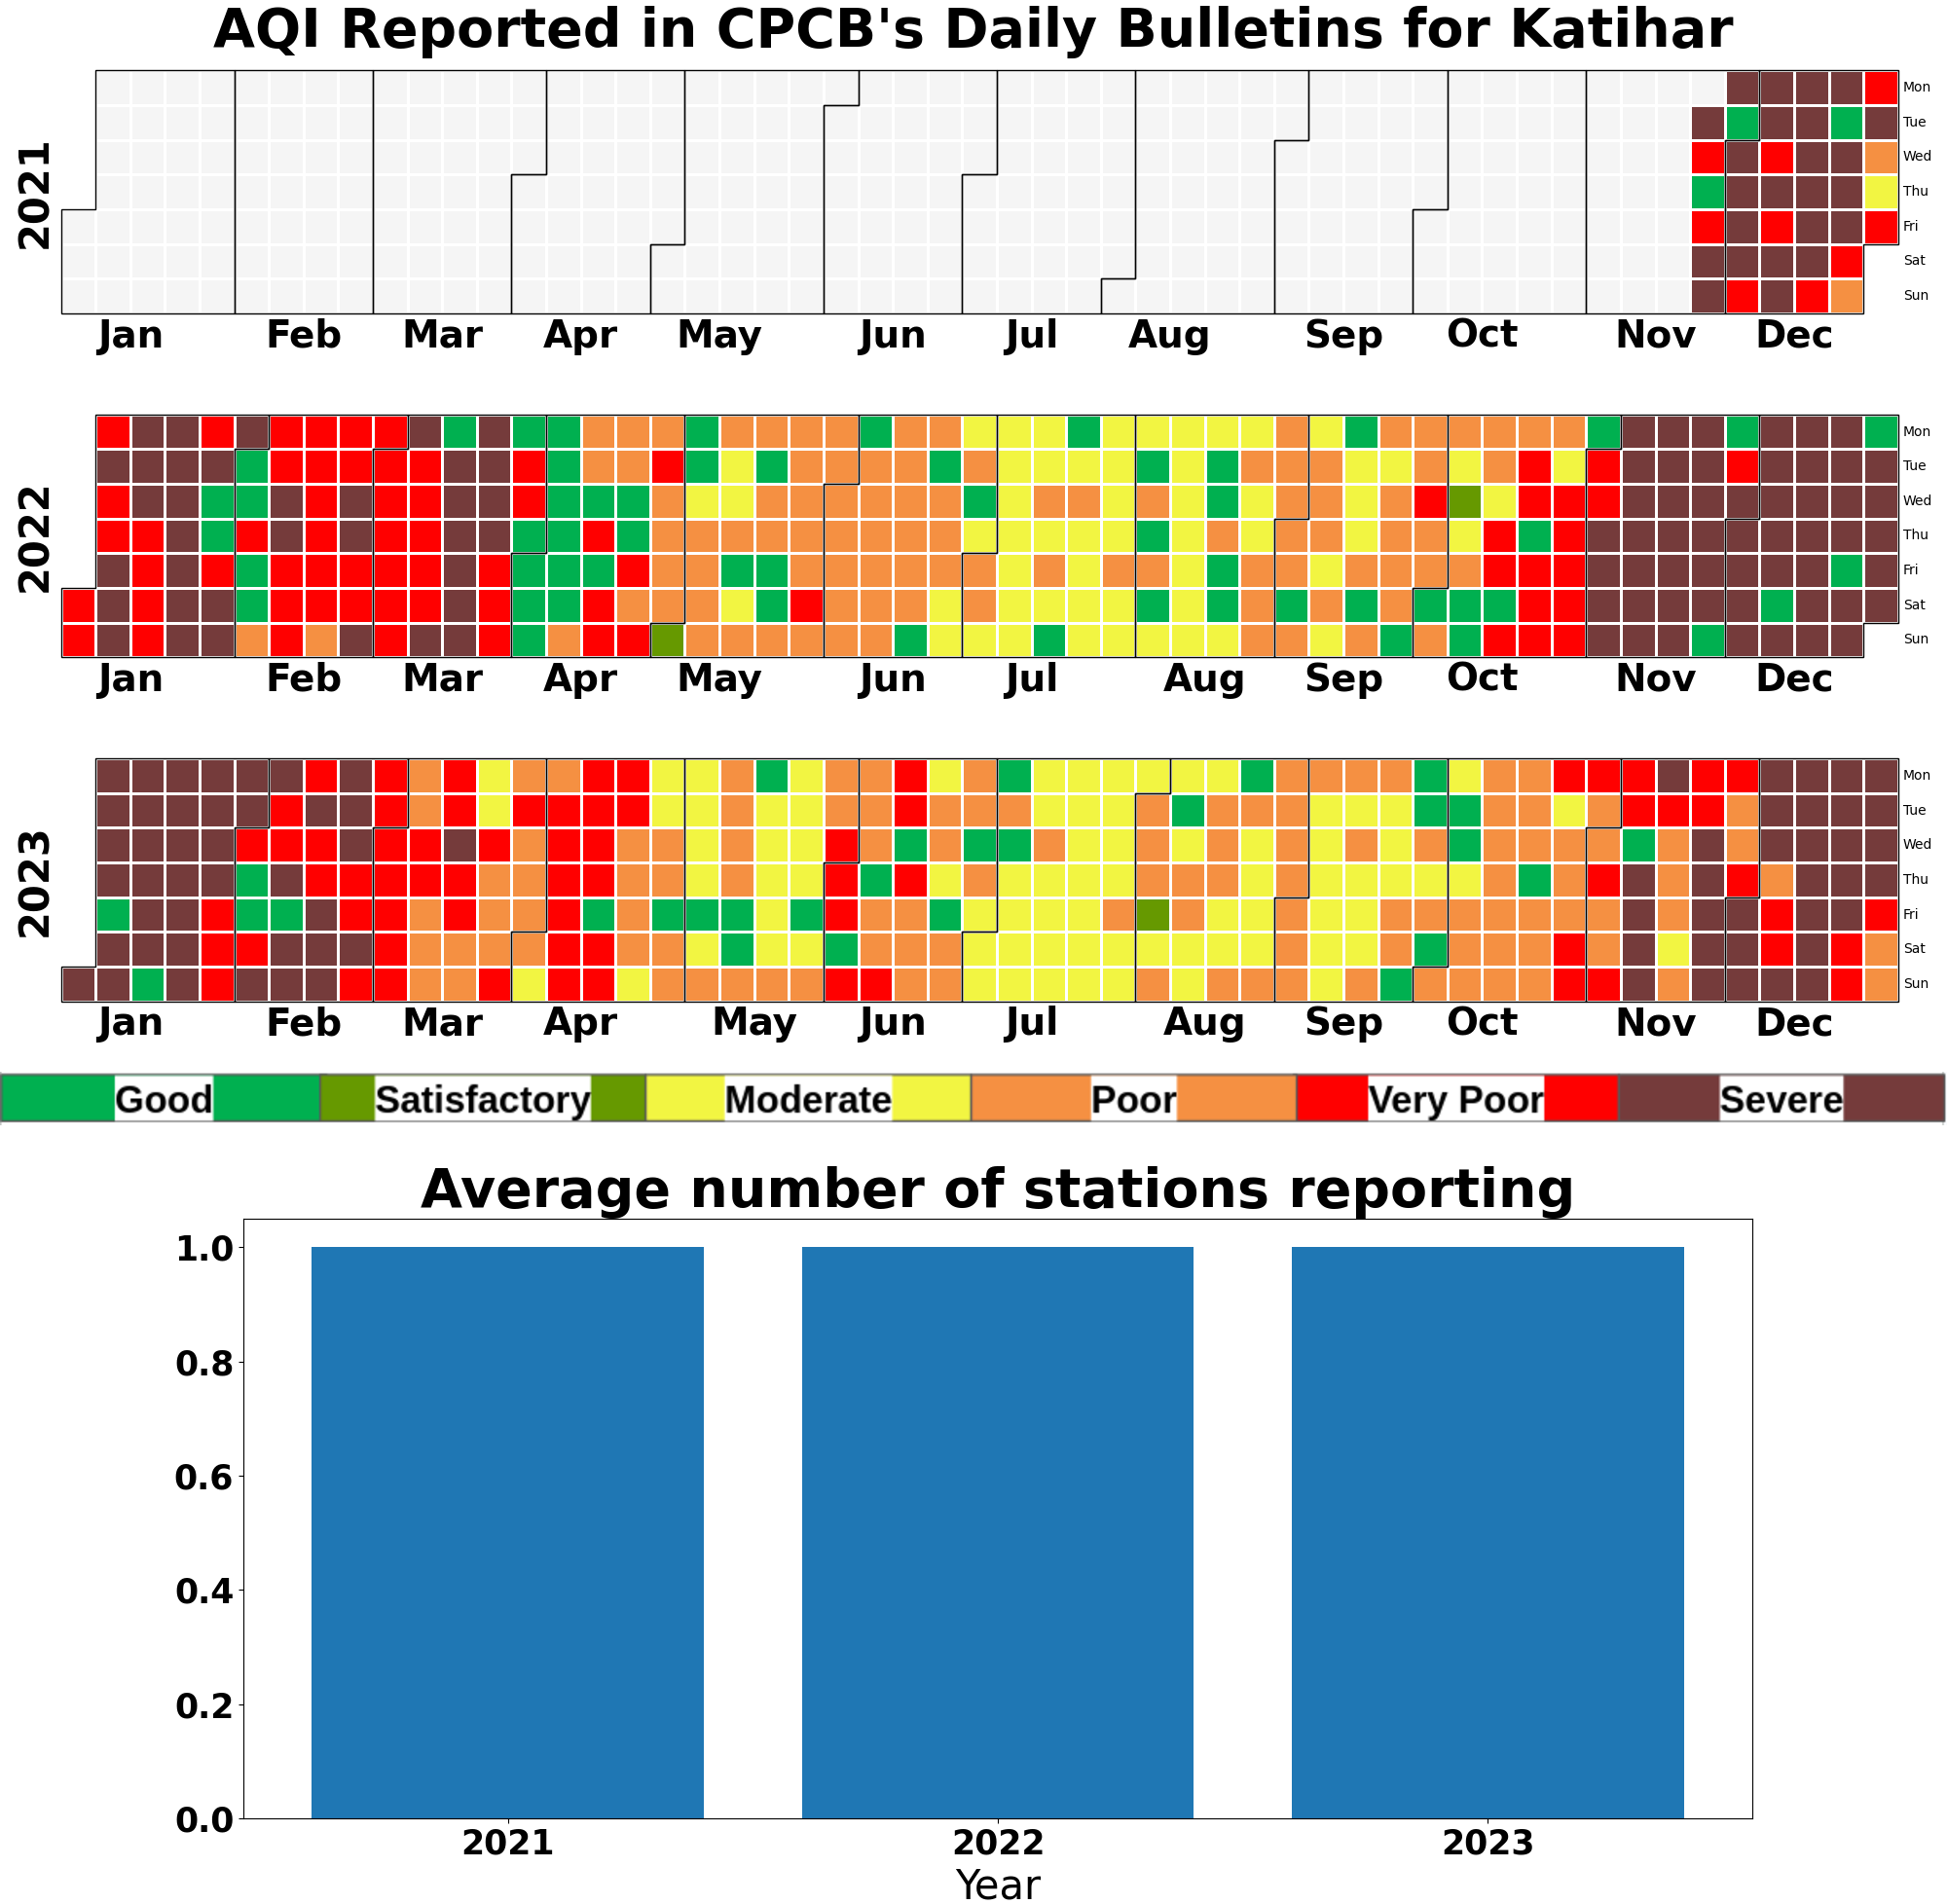 AQI Reported in CPCB's Daily Bulletins for Katihar
2021
Mon
Tue
Wed
Thu
Fri
Sat
Sun
Jan Feb Mar Apr May Jun Jul Aug Sep Oct Nov Dec
2022
Mon
Tue
Wed
Thu
Fri
Sat
Sun
Jan Feb Mar Apr May Jun Jul Aug Sep Oct Nov Dec
2023
Mon
Tue
Wed
Thu
Fri
Sat
Sun
Jan Feb Mar Apr May Jun Jul Aug Sep Oct Nov Dec
Good Satisfactory Moderate Poor Very Poor Severe
Average number of stations reporting
1.0
0.8
0.6
0.4
0.2
0.0
2021 2022 2023
Year